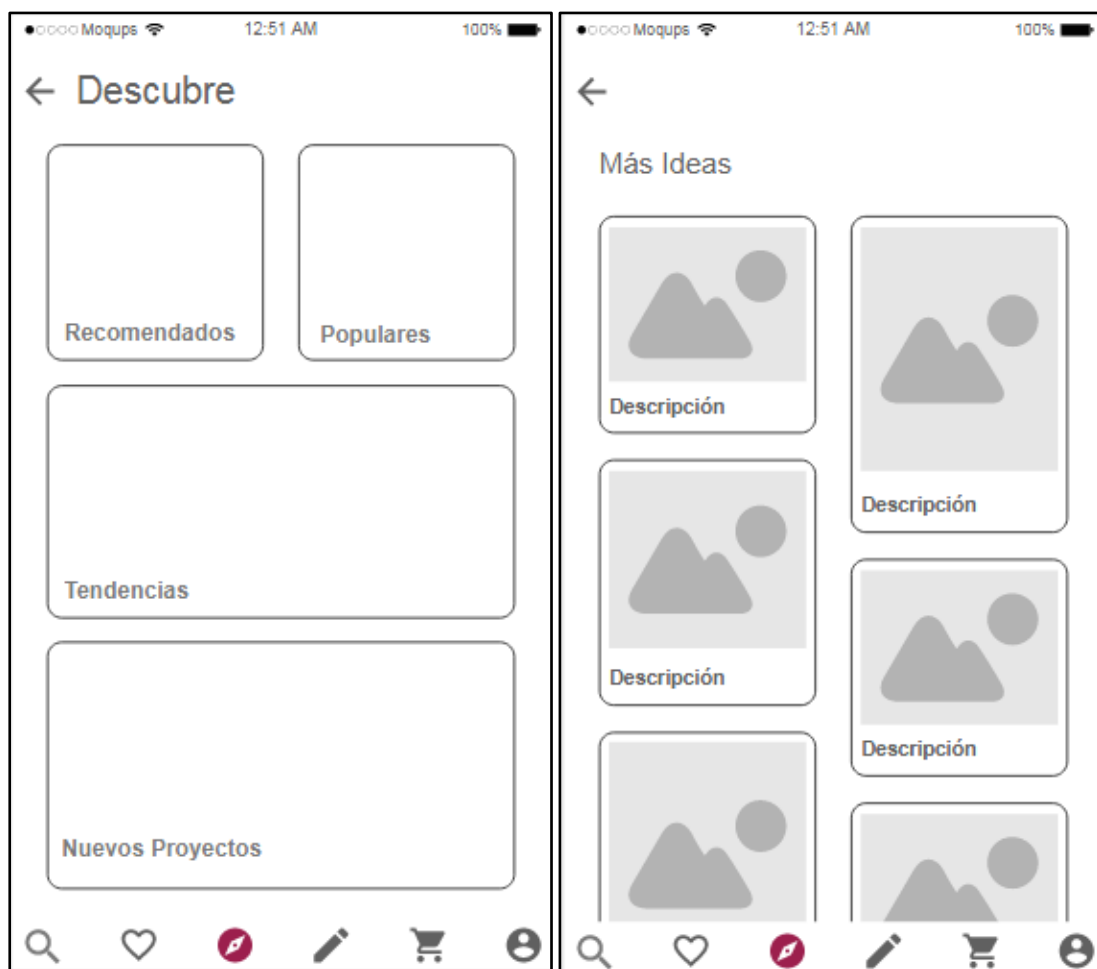 Moqups 12:51 AM 100%
Descubre
Recomendados
Populares
Tendencias
Nuevos Proyectos
Moqups 12:51 AM 100%
Más Ideas
Descripción
Descripción
Descripción
Descripción